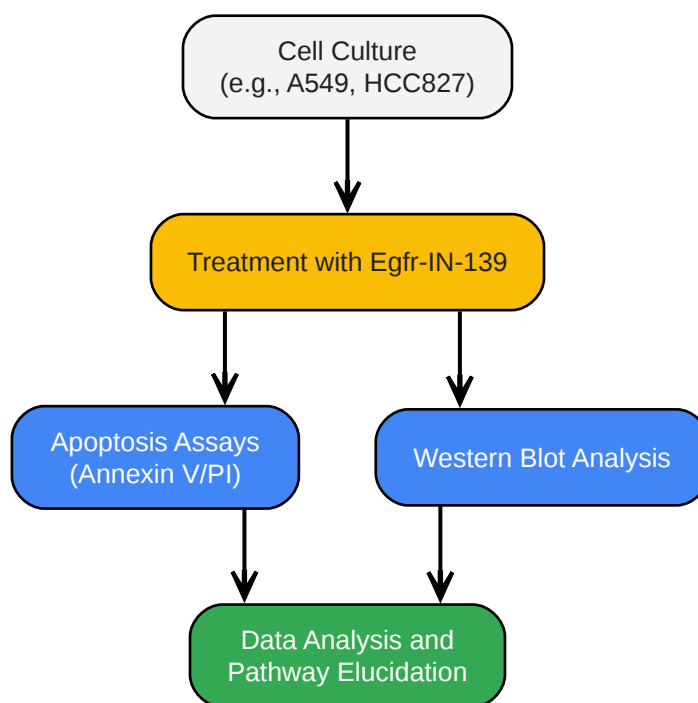 Cell Culture
(e.g., A549, HCC827)
Treatment with Egfr-IN-139
Apoptosis Assays
(Annexin V/PI)
Western Blot Analysis
Data Analysis and
Pathway Elucidation